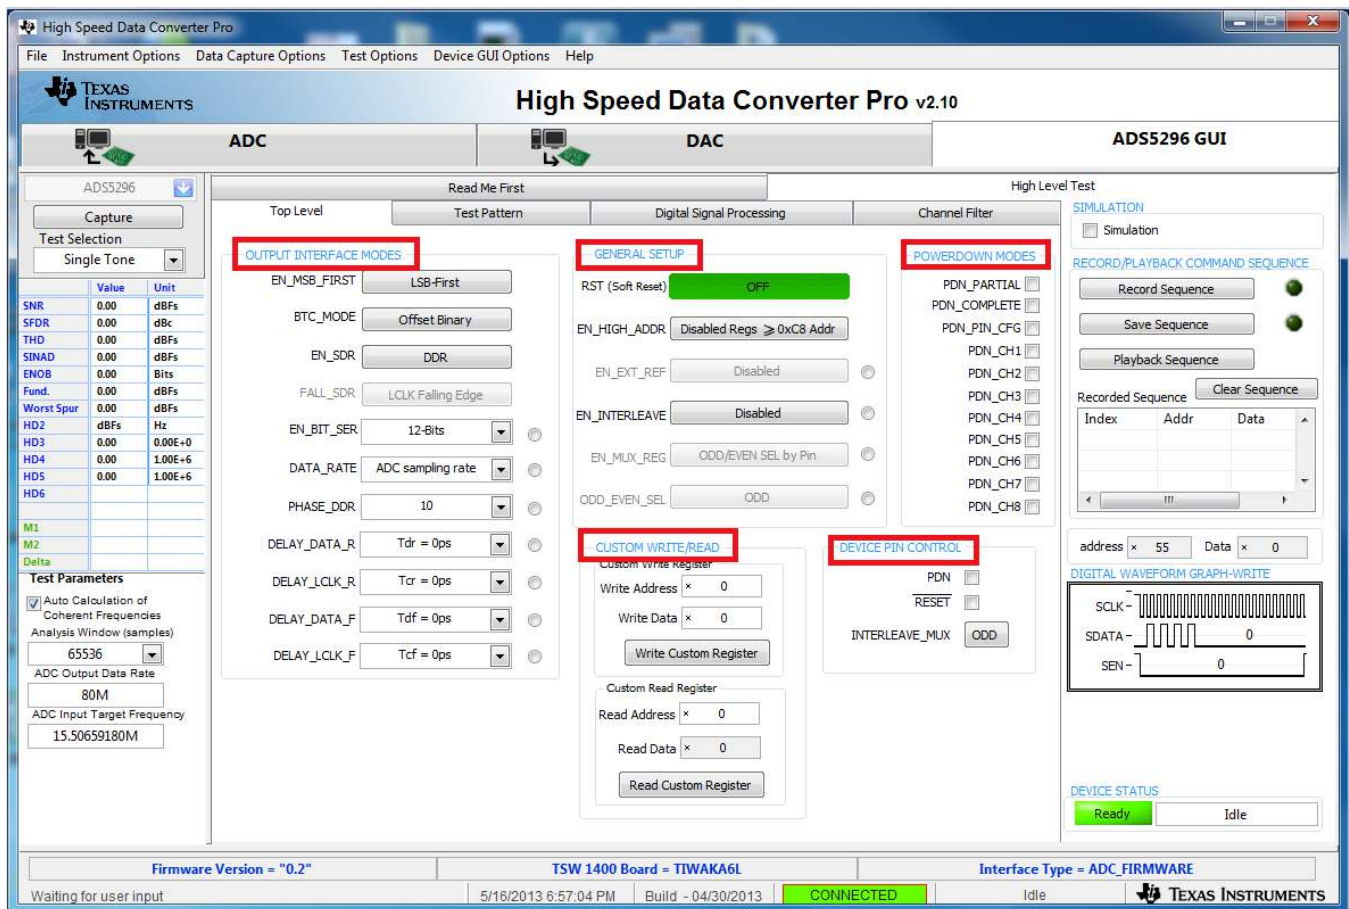 High Speed Data Converter Pro
File Instrument Options Data Capture Options Test Options Device GUI Options Help
TEXAS INSTRUMENTS
High Speed Data Converter Pro v2.10
ADC
DAC
ADS5296 GUI
ADS5296
Capture
Test Selection
Single Tone
Value Unit
SNR 0.00 dBFs
SFDR 0.00 dBc
THD 0.00 dBFs
SINAD 0.00 dBFs
ENOB 0.00 Bits
Fund. 0.00 dBFs
Worst Spur 0.00 dBFs
HD2 dBFs Hz
HD3 0.00 0.00E+0
HD4 0.00 1.00E+6
HD5 0.00 1.00E+6
HD6
M1
M2
Delta
Test Parameters
Auto Calculation of
Coherent Frequencies
Analysis Window (samples)
65536
ADC Output Data Rate
80M
ADC Input Target Frequency
15.50659180M
Read Me First
High Level Test
Top Level
Test Pattern
Digital Signal Processing
Channel Filter
OUTPUT INTERFACE MODES
EN_MSB_FIRST LSB-First
BTC_MODE Offset Binary
EN_SDR DDR
FALL_SDR LCLK Falling Edge
EN_BIT_SER 12-Bits
DATA_RATE ADC sampling rate
PHASE_DDR 10
DELAY_DATA_R Tdr = 0ps
DELAY_LCLK_R Tcr = 0ps
DELAY_DATA_F Tdf = 0ps
DELAY_LCLK_F Tcf = 0ps
GENERAL SETUP
RST (Soft Reset) OFF
EN_HIGH_ADDR Disabled Regs ≥ 0xC8 Addr
EN_EXT_REF Disabled
EN_INTERLEAVE Disabled
EN_MUX_REG ODD/EVEN SEL by Pin
ODD_EVEN_SEL ODD
POWERDOWN MODES
PDN_PARTIAL
PDN_COMPLETE
PDN_PIN_CFG
PDN_CH1
PDN_CH2
PDN_CH3
PDN_CH4
PDN_CH5
PDN_CH6
PDN_CH7
PDN_CH8
CUSTOM WRITE/READ
Custom Write Register
Write Address x 0
Write Data x 0
Write Custom Register
Custom Read Register
Read Address x 0
Read Data x 0
Read Custom Register
DEVICE PIN CONTROL
PDN
RESET
INTERLEAVE_MUX ODD
SIMULATION
Simulation
RECORD/PLAYBACK COMMAND SEQUENCE
Record Sequence
Save Sequence
Playback Sequence
Recorded Sequence Clear Sequence
Index Addr Data
address x 55 Data x 0
DIGITAL WAVEFORM GRAPH-WRITE
SCLK -
SDATA - 0
SEN - 0
DEVICE STATUS
Ready Idle
Firmware Version = "0.2"
TSW 1400 Board = TIWAKA6L
Interface Type = ADC_FIRMWARE
Waiting for user input
5/16/2013 6:57:04 PM
Build - 04/30/2013
CONNECTED
Idle
TEXAS INSTRUMENTS